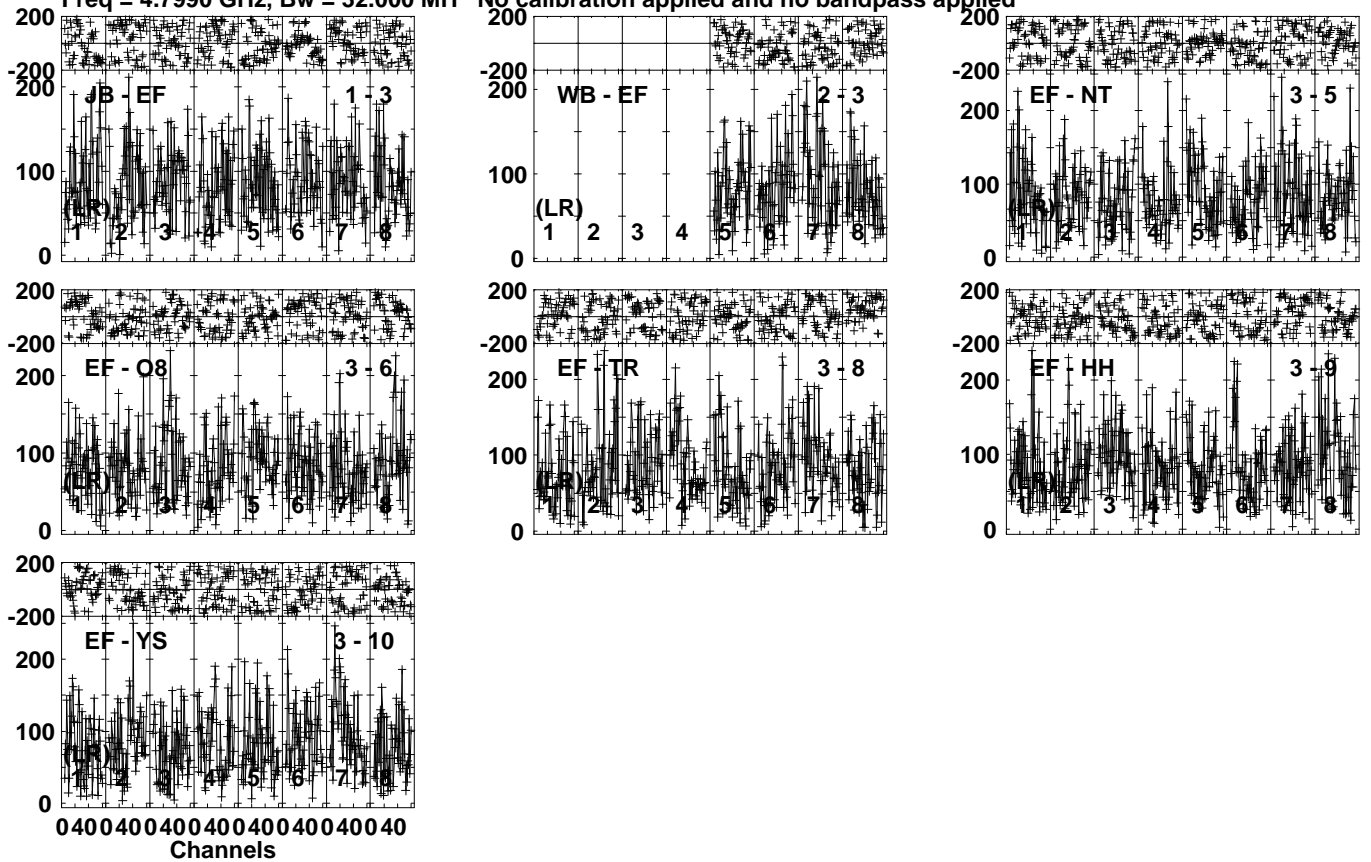 Freq = 4.7990 GHz, Bw = 32.000 MH No calibration applied and no bandpass applied
200
-200
200
100
0
JB - EF 1 - 3
(LR)
1 2 3 4 5 6 7 8
200
-200
200
100
0
WB - EF 2 - 3
(LR)
1 2 3 4 5 6 7 8
200
-200
200
100
0
EF - NT 3 - 5
(LR)
1 2 3 4 5 6 7 8
200
-200
200
100
0
EF - O8 3 - 6
(LR)
1 2 3 4 5 6 7 8
200
-200
200
100
0
EF - TR 3 - 8
(LR)
1 2 3 4 5 6 7 8
200
-200
200
100
0
EF - HH 3 - 9
(LR)
1 2 3 4 5 6 7 8
200
-200
200
100
0
EF - YS 3 - 10
(LR)
1 2 3 4 5 6 7 8
0 40 0 40 0 40 0 40 0 40 0 40 0 40 0 40
Channels